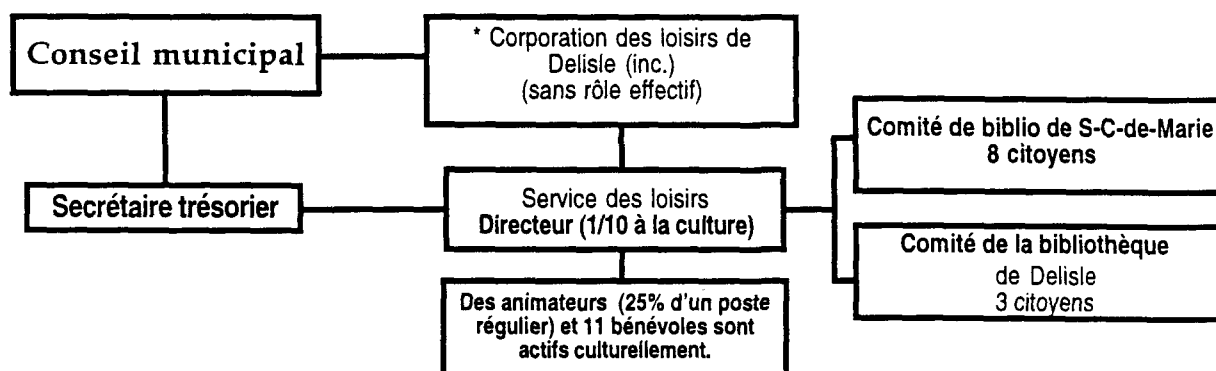 Conseil municipal
* Corporation des loisirs de
Delisle (inc.)
(sans rôle effectif)
Comité de biblio de S-C-de-Marie
8 citoyens
Secrétaire trésorier
Service des loisirs
Directeur (1/10 à la culture)
Comité de la bibliothèque
de Delisle
3 citoyens
Des animateurs (25% d'un poste
régulier) et 11 bénévoles sont
actifs culturellement.